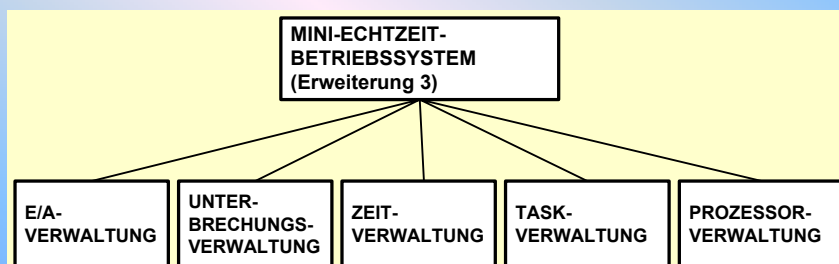 MINI-ECHTZEIT-
BETRIEBSSYSTEM
(Erweiterung 3)
E/A-
VERWALTUNG
UNTER-
BRECHUNGS-
VERWALTUNG
ZEIT-
VERWALTUNG
TASK-
VERWALTUNG
PROZESSOR-
VERWALTUNG